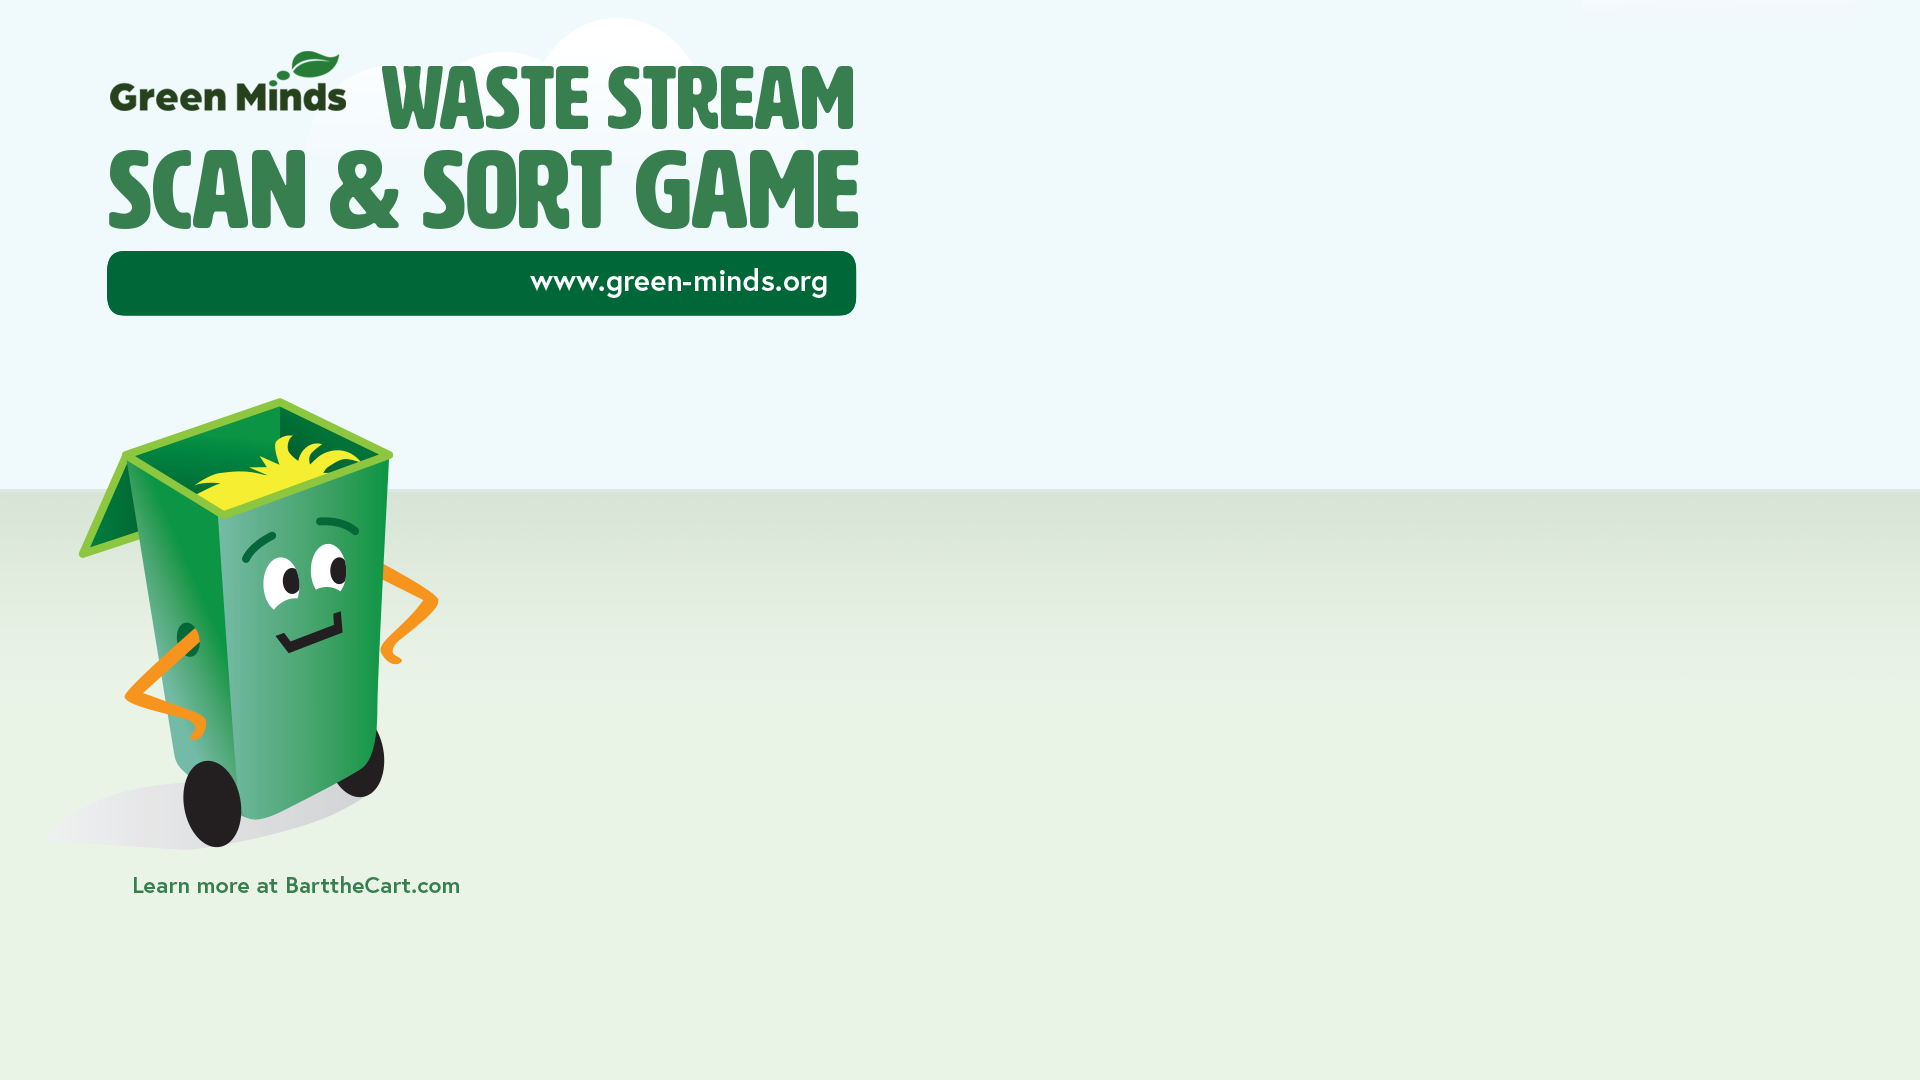 Green Minds WASTE STREAM
SCAN & SORT GAME
www.green-minds.org
Learn more at BarttheCart.com